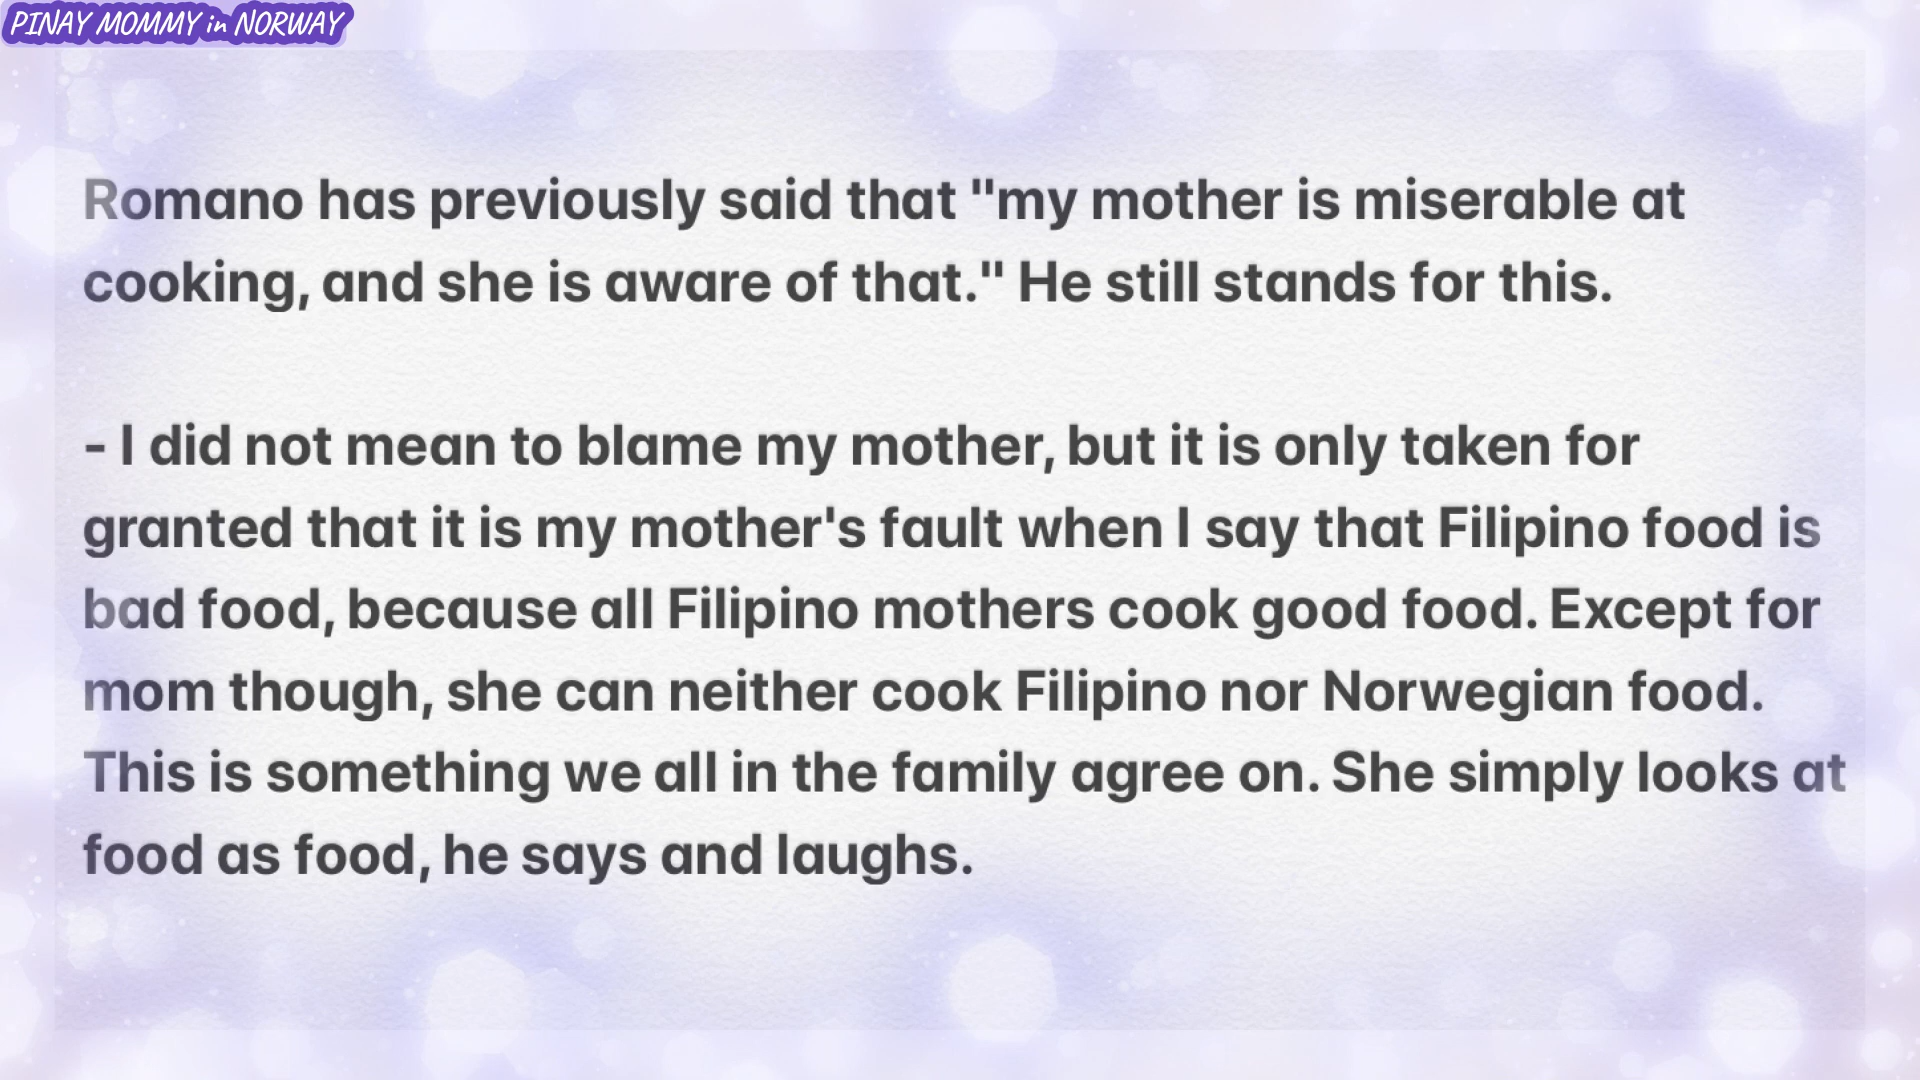 PINAY MOMMY in NORWAY
Romano has previously said that "my mother is miserable at
cooking, and she is aware of that." He still stands for this.
- I did not mean to blame my mother, but it is only taken for
granted that it is my mother's fault when I say that Filipino food is
bad food, because all Filipino mothers cook good food. Except for
mom though, she can neither cook Filipino nor Norwegian food.
This is something we all in the family agree on. She simply looks at
food as food, he says and laughs.